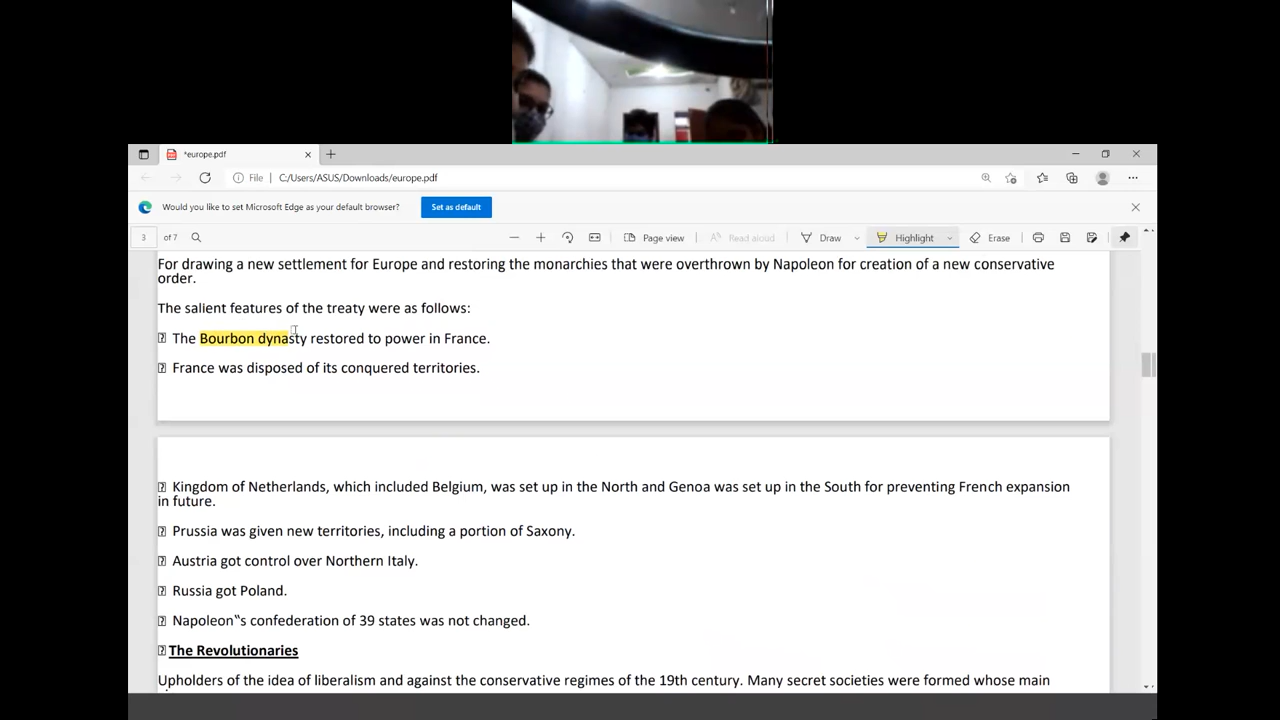 *europe.pdf
File
C:/Users/ASUS/Downloads/europe.pdf
Would you like to set Microsoft Edge as your default browser?
Set as default
3 of 7
Page view
Read aloud
Draw
Highlight
Erase
For drawing a new settlement for Europe and restoring the monarchies that were overthrown by Napoleon for creation of a new conservative
order.
The salient features of the treaty were as follows:
The Bourbon dynasty restored to power in France.
France was disposed of its conquered territories.
Kingdom of Netherlands, which included Belgium, was set up in the North and Genoa was set up in the South for preventing French expansion
in future.
Prussia was given new territories, including a portion of Saxony.
Austria got control over Northern Italy.
Russia got Poland.
Napoleon‟s confederation of 39 states was not changed.
The Revolutionaries
Upholders of the idea of liberalism and against the conservative regimes of the 19th century. Many secret societies were formed whose main